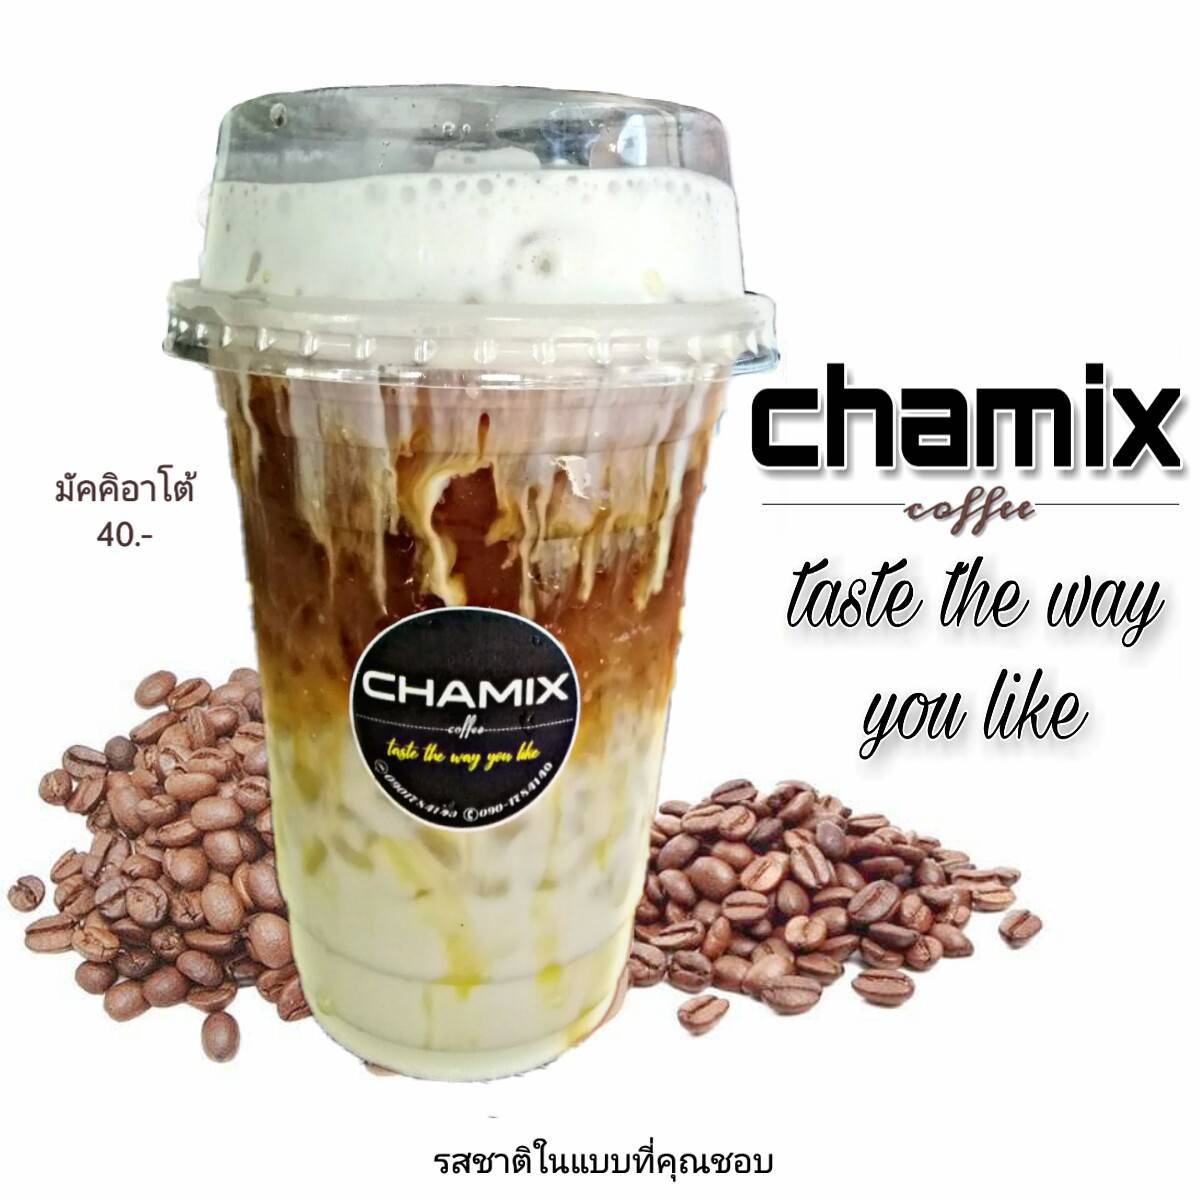 chamix
coffee
taste the way
you like
มัคคิอาโต้
40.-
CHAMIX
coffee
taste the way you like
รสชาติในแบบที่คุณชอบ